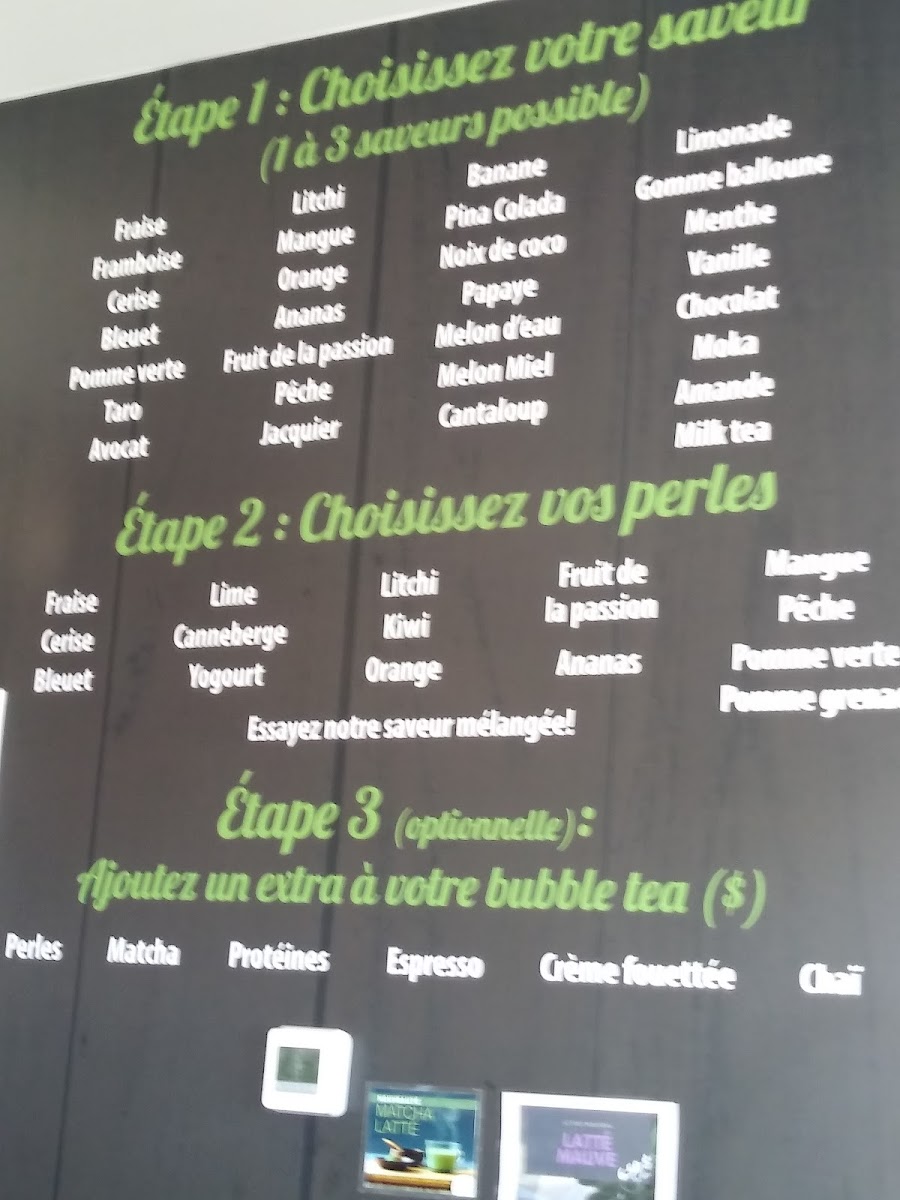 Étape 1 : Choisissez votre saveur
(1 à 3 saveurs possible)
Fraise
Framboise
Cerise
Bleuet
Pomme verte
Taro
Avocat
Litchi
Mangue
Orange
Ananas
Fruit de la passion
Pêche
Jacquier
Banane
Pina Colada
Noix de coco
Papaye
Melon d'eau
Melon Miel
Cantaloup
Limonade
Gomme balloune
Menthe
Vanille
Chocolat
Moka
Amande
Milk tea
Étape 2 : Choisissez vos perles
Fraise
Cerise
Bleuet
Lime
Canneberge
Yogourt
Litchi
Kiwi
Orange
Fruit de
la passion
Ananas
Mangue
Pêche
Pomme verte
Pomme grena
Essayez notre saveur mélangée!
Étape 3 (optionnelle):
Ajoutez un extra à votre bubble tea ($)
Perles Matcha Protéines Espresso Crème fouettée Chaï
MATCHA
LATTE
LATTÉ
MAUVE